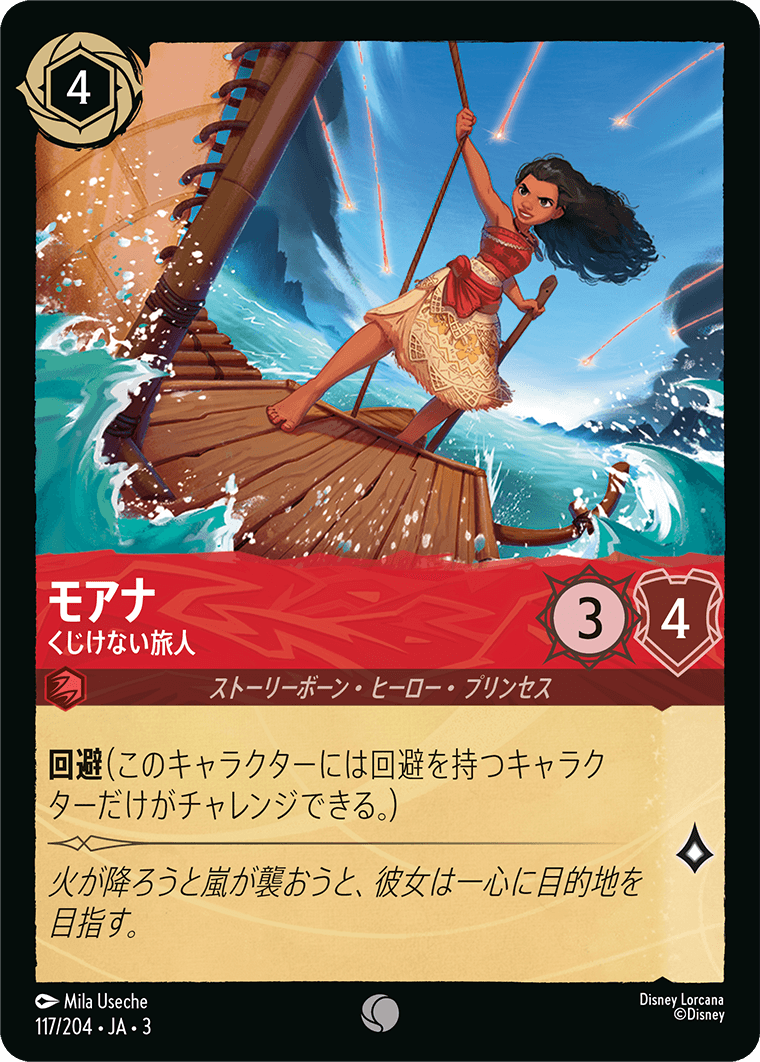 4
モアナ
くじけない旅人
3
4
ストーリーボーン・ヒーロー・プリンセス
回避(このキャラクターには回避を持つキャラク
ターだけがチャレンジできる。)
火が降ろうと嵐が襲おうと、彼女は一心に目的地を
目指す。
Mila Useche
117/204・JA・3
Disney Lorcana
©Disney